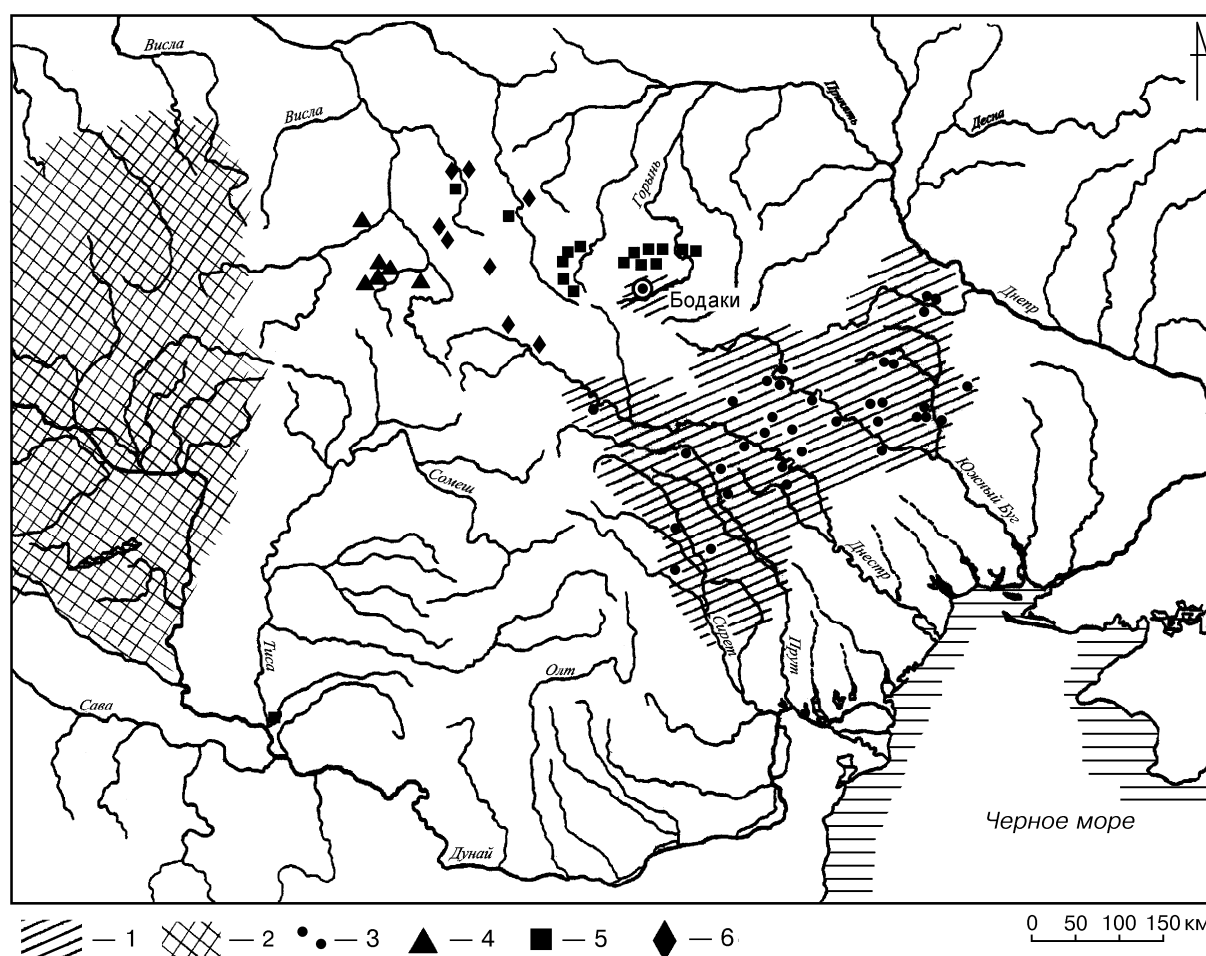 Висла
Висла
Припять
Десна
Горынь
Бодаки
Днепр
Сомеш
Южный Буг
Днестр
Сирет
Прут
Тиса
Олт
Сава
Черное море
Дунай
— 1 — 2 — 3 — 4 — 5 — 6
0 50 100 150 км